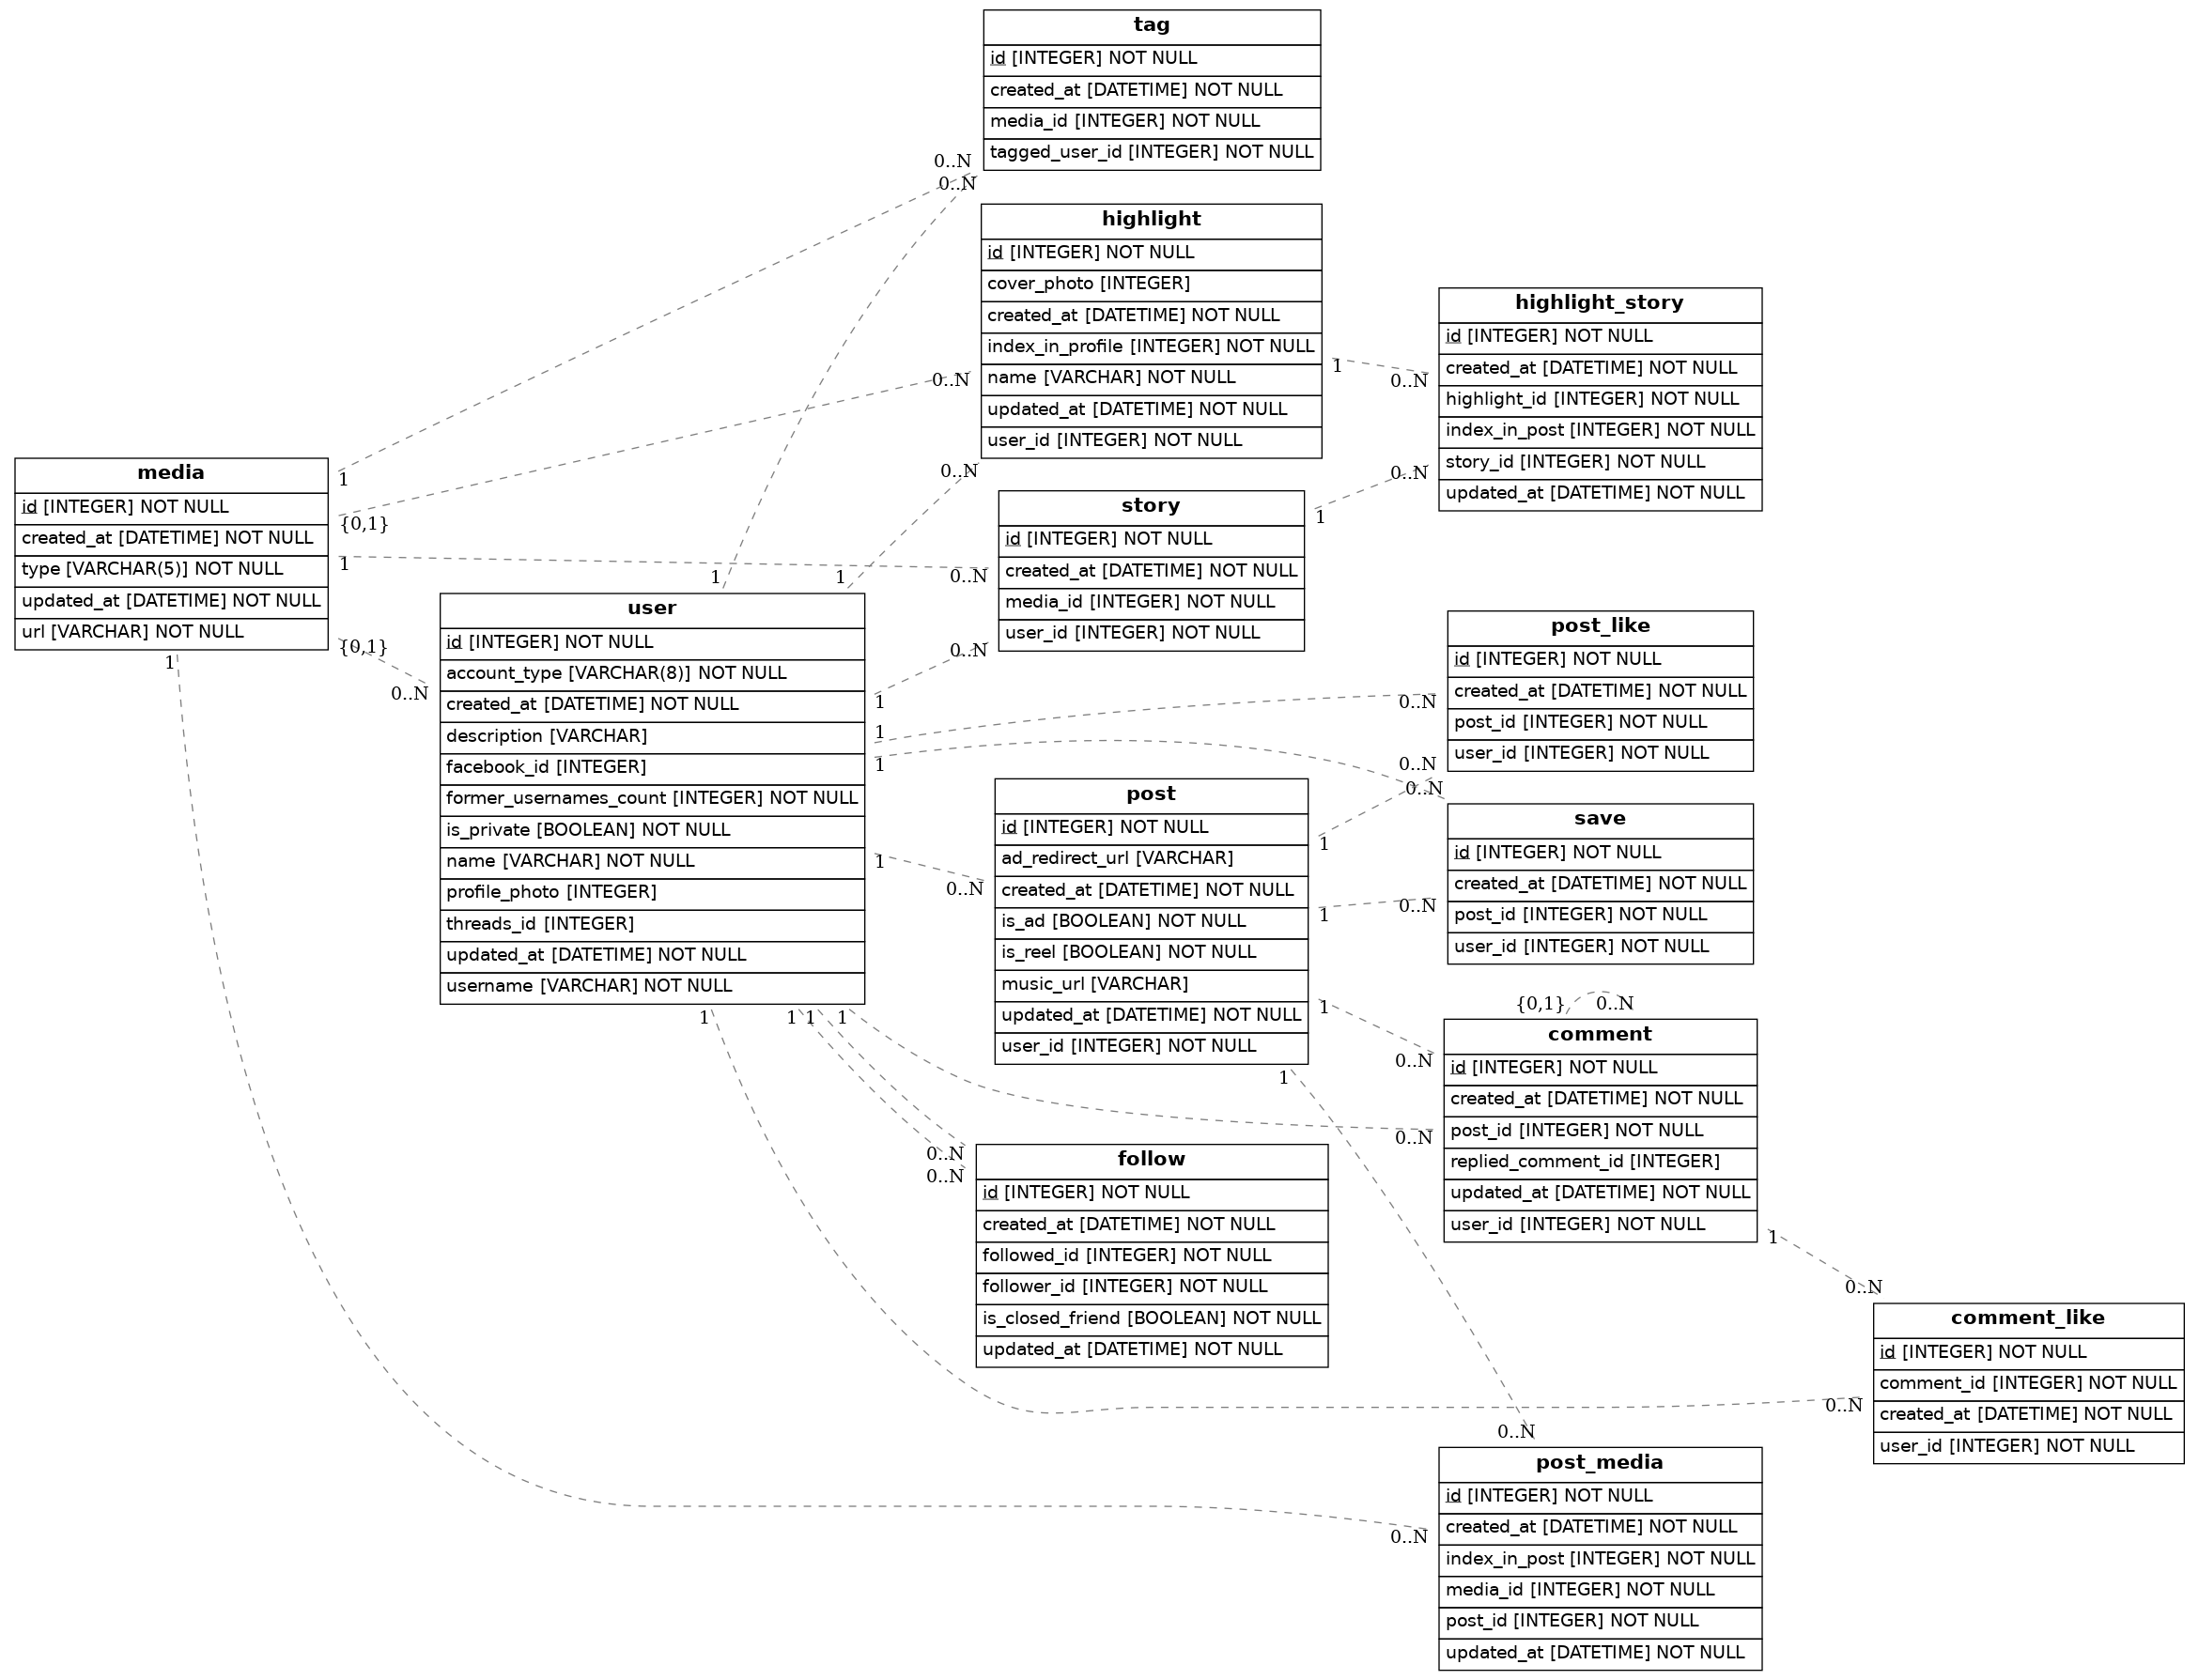 tag
id [INTEGER] NOT NULL
created_at [DATETIME] NOT NULL
media_id [INTEGER] NOT NULL
tagged_user_id [INTEGER] NOT NULL
0..N
0..N
highlight
id [INTEGER] NOT NULL
cover_photo [INTEGER]
created_at [DATETIME] NOT NULL
index_in_profile [INTEGER] NOT NULL
name [VARCHAR] NOT NULL
updated_at [DATETIME] NOT NULL
user_id [INTEGER] NOT NULL
0..N
0..N
1
highlight_story
id [INTEGER] NOT NULL
created_at [DATETIME] NOT NULL
highlight_id [INTEGER] NOT NULL
index_in_post [INTEGER] NOT NULL
story_id [INTEGER] NOT NULL
updated_at [DATETIME] NOT NULL
0..N
0..N
media
id [INTEGER] NOT NULL
created_at [DATETIME] NOT NULL
type [VARCHAR(5)] NOT NULL
updated_at [DATETIME] NOT NULL
url [VARCHAR] NOT NULL
1
{0,1}
1
{0,1}
1
story
id [INTEGER] NOT NULL
created_at [DATETIME] NOT NULL
media_id [INTEGER] NOT NULL
user_id [INTEGER] NOT NULL
0..N
0..N
1
user
id [INTEGER] NOT NULL
account_type [VARCHAR(8)] NOT NULL
created_at [DATETIME] NOT NULL
description [VARCHAR]
facebook_id [INTEGER]
former_usernames_count [INTEGER] NOT NULL
is_private [BOOLEAN] NOT NULL
name [VARCHAR] NOT NULL
profile_photo [INTEGER]
threads_id [INTEGER]
updated_at [DATETIME] NOT NULL
username [VARCHAR] NOT NULL
0..N
1
1
1
1
1
1
1
1
1
1
post_like
id [INTEGER] NOT NULL
created_at [DATETIME] NOT NULL
post_id [INTEGER] NOT NULL
user_id [INTEGER] NOT NULL
0..N
0..N
post
id [INTEGER] NOT NULL
ad_redirect_url [VARCHAR]
created_at [DATETIME] NOT NULL
is_ad [BOOLEAN] NOT NULL
is_reel [BOOLEAN] NOT NULL
music_url [VARCHAR]
updated_at [DATETIME] NOT NULL
user_id [INTEGER] NOT NULL
0..N
1
1
1
1
save
id [INTEGER] NOT NULL
created_at [DATETIME] NOT NULL
post_id [INTEGER] NOT NULL
user_id [INTEGER] NOT NULL
0..N
0..N
comment
id [INTEGER] NOT NULL
created_at [DATETIME] NOT NULL
post_id [INTEGER] NOT NULL
replied_comment_id [INTEGER]
updated_at [DATETIME] NOT NULL
user_id [INTEGER] NOT NULL
{0,1}
0..N
0..N
0..N
1
follow
id [INTEGER] NOT NULL
created_at [DATETIME] NOT NULL
followed_id [INTEGER] NOT NULL
follower_id [INTEGER] NOT NULL
is_closed_friend [BOOLEAN] NOT NULL
updated_at [DATETIME] NOT NULL
0..N
0..N
comment_like
id [INTEGER] NOT NULL
comment_id [INTEGER] NOT NULL
created_at [DATETIME] NOT NULL
user_id [INTEGER] NOT NULL
0..N
0..N
post_media
id [INTEGER] NOT NULL
created_at [DATETIME] NOT NULL
index_in_post [INTEGER] NOT NULL
media_id [INTEGER] NOT NULL
post_id [INTEGER] NOT NULL
updated_at [DATETIME] NOT NULL
0..N
0..N